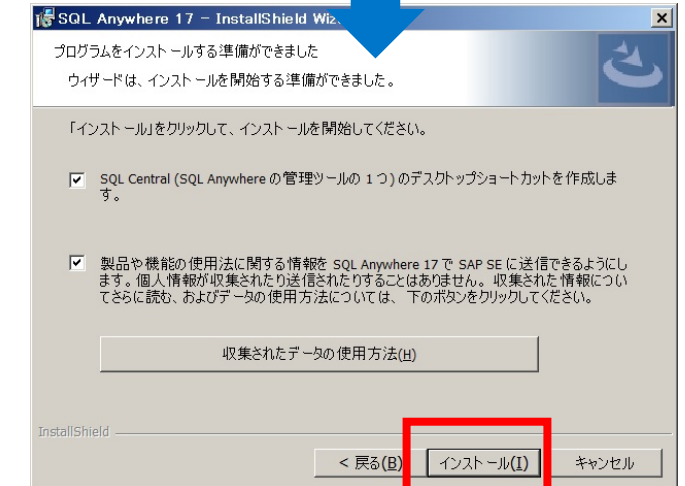 SQL Anywhere 17 - InstallShield Wiz
プログラムをインストールする準備ができました
ウィザードは、インストールを開始する準備ができました。
「インストール」をクリックして、インストールを開始してください。
SQL Central (SQL Anywhere の管理ツールの 1 つ) のデスクトップショートカットを作成しま
す。
製品や機能の使用法に関する情報を SQL Anywhere 17 で SAP SE に送信できるようにし
ます。個人情報が収集されたり送信されたりすることはありません。収集された情報につい
てさらに読む、およびデータの使用方法については、下のボタンをクリックしてください。
収集されたデータの使用方法(H)
InstallShield
< 戻る(B) インストール(I) キャンセル